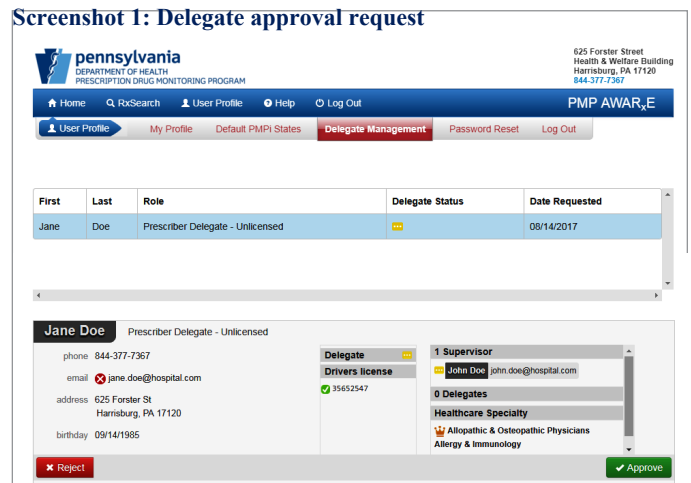 Screenshot 1: Delegate approval request
pennsylvania
DEPARTMENT OF HEALTH
PRESCRIPTION DRUG MONITORING PROGRAM
625 Forster Street
Health & Welfare Building
Harrisburg, PA 17120
844-377-7367
Home RxSearch User Profile Help Log Out PMP AWARxE
User Profile My Profile Default PMPi States Delegate Management Password Reset Log Out
First Last Role Delegate Status Date Requested
Jane Doe Prescriber Delegate - Unlicensed 08/14/2017
Jane Doe Prescriber Delegate - Unlicensed
phone 844-377-7367
email jane.doe@hospital.com
address 625 Forster St
Harrisburg, PA 17120
birthday 09/14/1985
Delegate
Drivers license
35652547
1 Supervisor
John Doe john.doe@hospital.com
0 Delegates
Healthcare Specialty
Allopathic & Osteopathic Physicians
Allergy & Immunology
Reject Approve